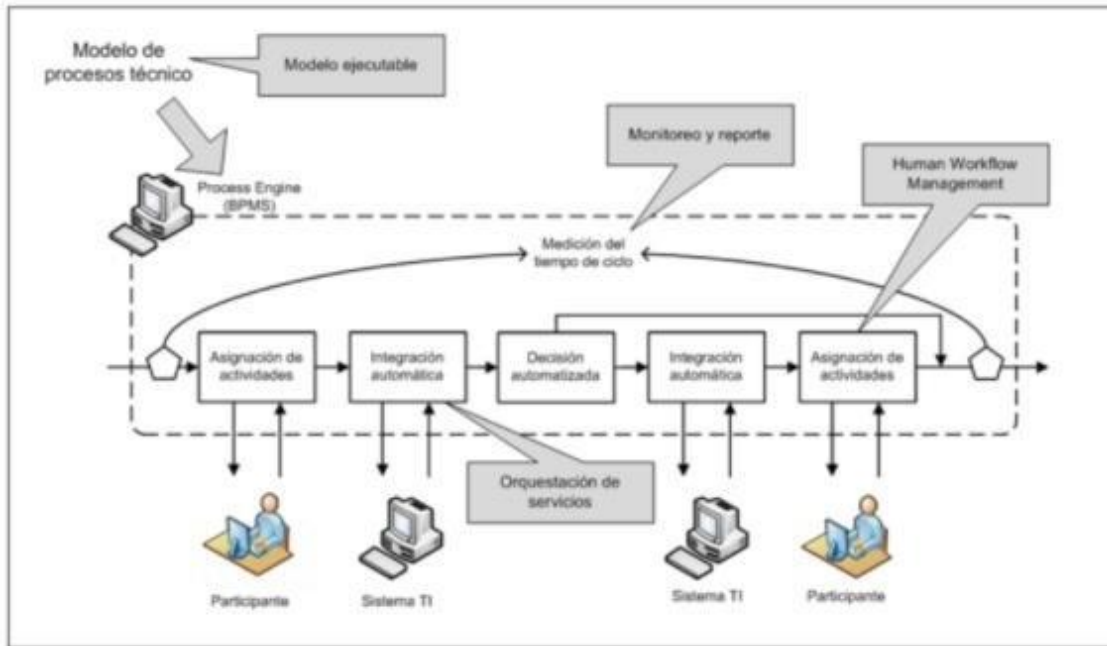 Modelo de
procesos técnico
Modelo ejecutable
Monitoreo y reporte
Human Workflow
Management
Process Engine
(BPMS)
Medición del
tiempo de ciclo
Asignación de
actividades
Integración
automática
Decisión
automatizada
Integración
automática
Asignación de
actividades
Orquestación de
servicios
Participante
Sistema TI
Sistema TI
Participante